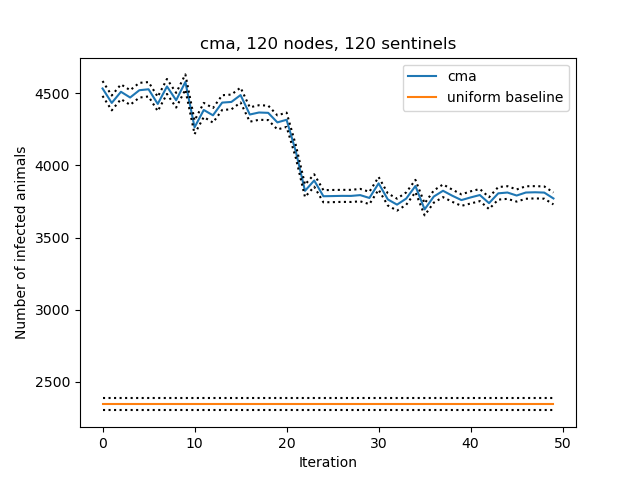 cma, 120 nodes, 120 sentinels
cma
uniform baseline
4500
4000
3500
3000
2500
Number of infected animals
0 10 20 30 40 50
Iteration